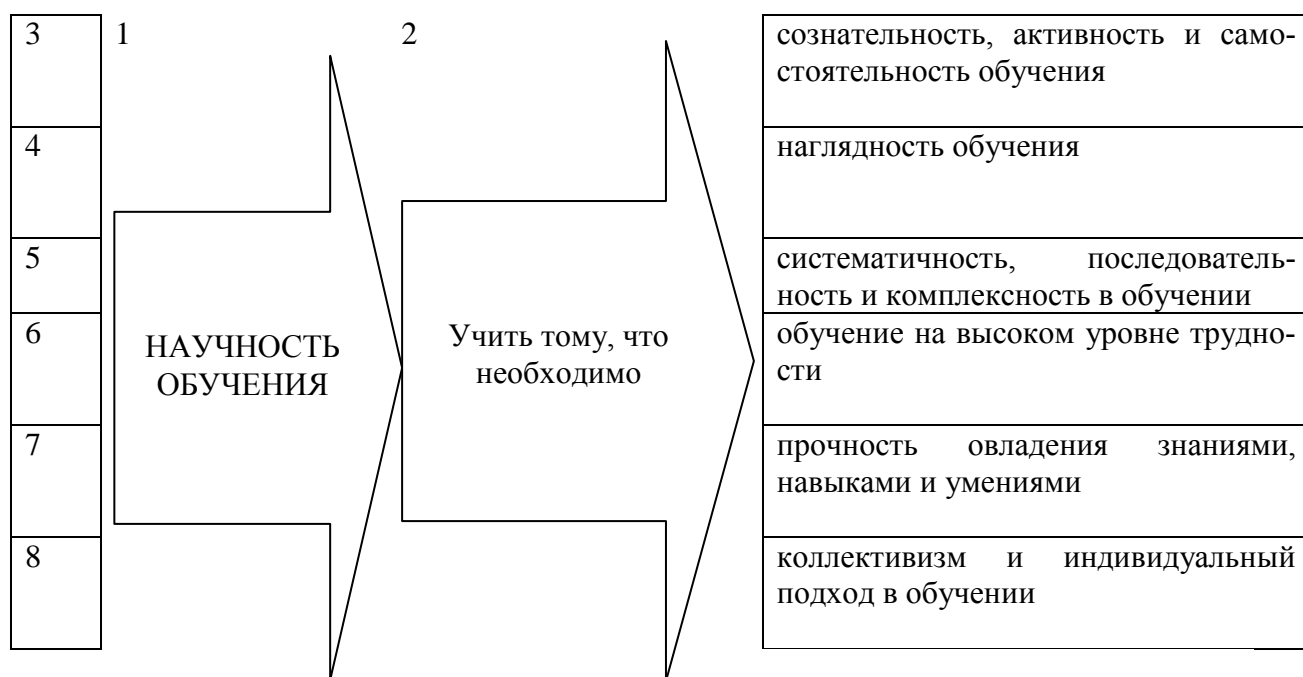 3
1
2
сознательность, активность и само-
стоятельность обучения
4
наглядность обучения
5
систематичность, последователь-
ность и комплексность в обучении
6
НАУЧНОСТЬ
ОБУЧЕНИЯ
Учить тому, что
необходимо
обучение на высоком уровне трудно-
сти
7
прочность овладения знаниями,
навыками и умениями
8
коллективизм и индивидуальный
подход в обучении